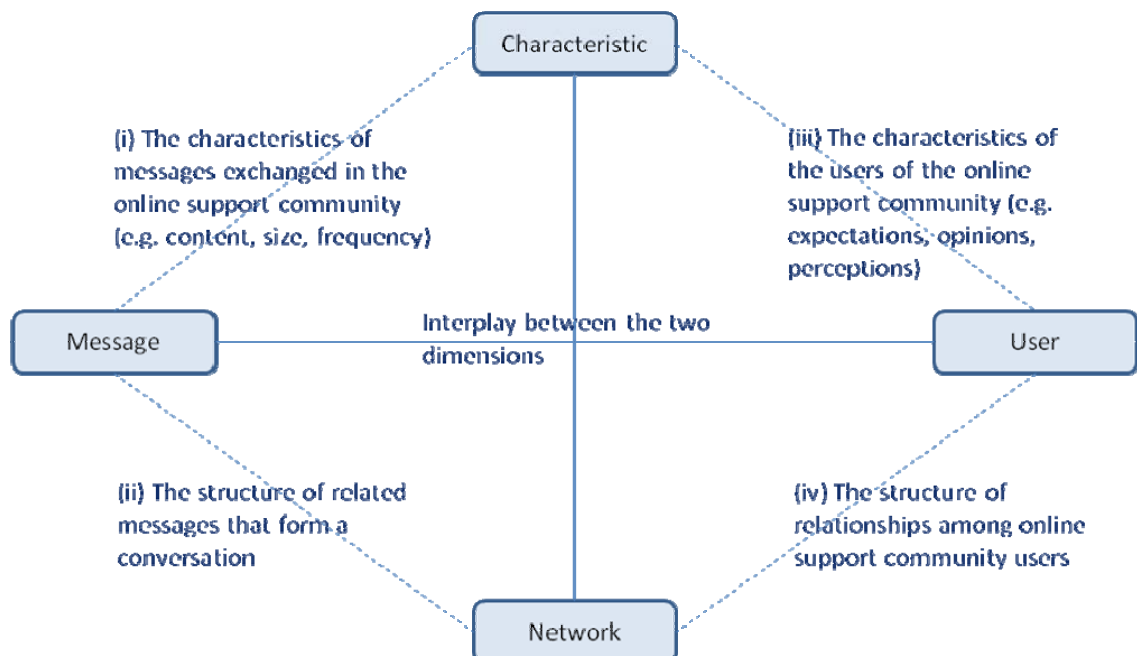 Characteristic
(i) The characteristics of
messages exchanged in the
online support community
(e.g. content, size, frequency)
(iii) The characteristics of
the users of the online
support community (e.g.
expectations, opinions,
perceptions)
Message
Interplay between the two
dimensions
User
(ii) The structure of related
messages that form a
conversation
(iv) The structure of
relationships among online
support community users
Network